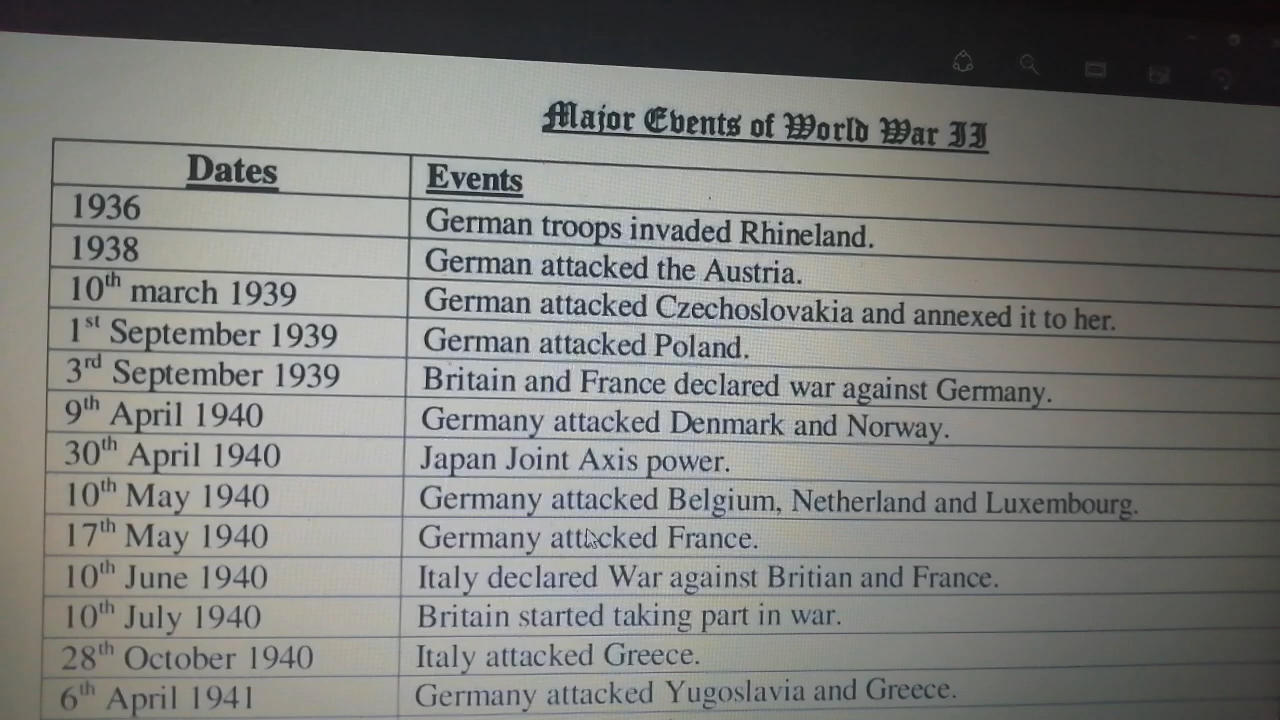 Major Events of World War II
Dates Events
1936 German troops invaded Rhineland.
1938 German attacked the Austria.
10th march 1939 German attacked Czechoslovakia and annexed it to her.
1st September 1939 German attacked Poland.
3rd September 1939 Britain and France declared war against Germany.
9th April 1940 Germany attacked Denmark and Norway.
30th April 1940 Japan Joint Axis power.
10th May 1940 Germany attacked Belgium, Netherland and Luxembourg.
17th May 1940 Germany attacked France.
10th June 1940 Italy declared War against Britian and France.
10th July 1940 Britain started taking part in war.
28th October 1940 Italy attacked Greece.
6th April 1941 Germany attacked Yugoslavia and Greece.